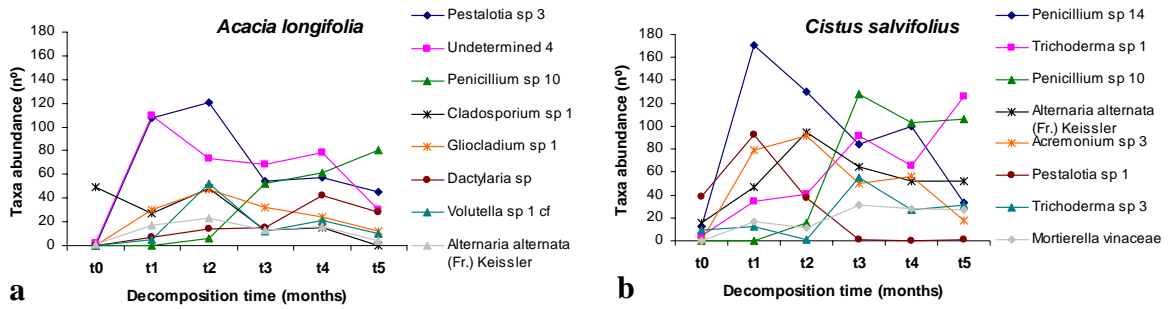 Acacia longifolia
Taxa abundance (nº)
180
160
140
120
100
80
60
40
20
0
t0 t1 t2 t3 t4 t5
Decomposition time (months)
Pestalotia sp 3
Undetermined 4
Penicillium sp 10
Cladosporium sp 1
Gliocladium sp 1
Dactylaria sp
Volutella sp 1 cf
Alternaria alternata
(Fr.) Keissler
a
Cistus salvifolius
Taxa abundance (nº)
180
160
140
120
100
80
60
40
20
0
t0 t1 t2 t3 t4 t5
Decomposition time (months)
Penicillium sp 14
Trichoderma sp 1
Penicillium sp 10
Alternaria alternata
(Fr.) Keissler
Acremonium sp 3
Pestalotia sp 1
Trichoderma sp 3
Mortierella vinaceae
b